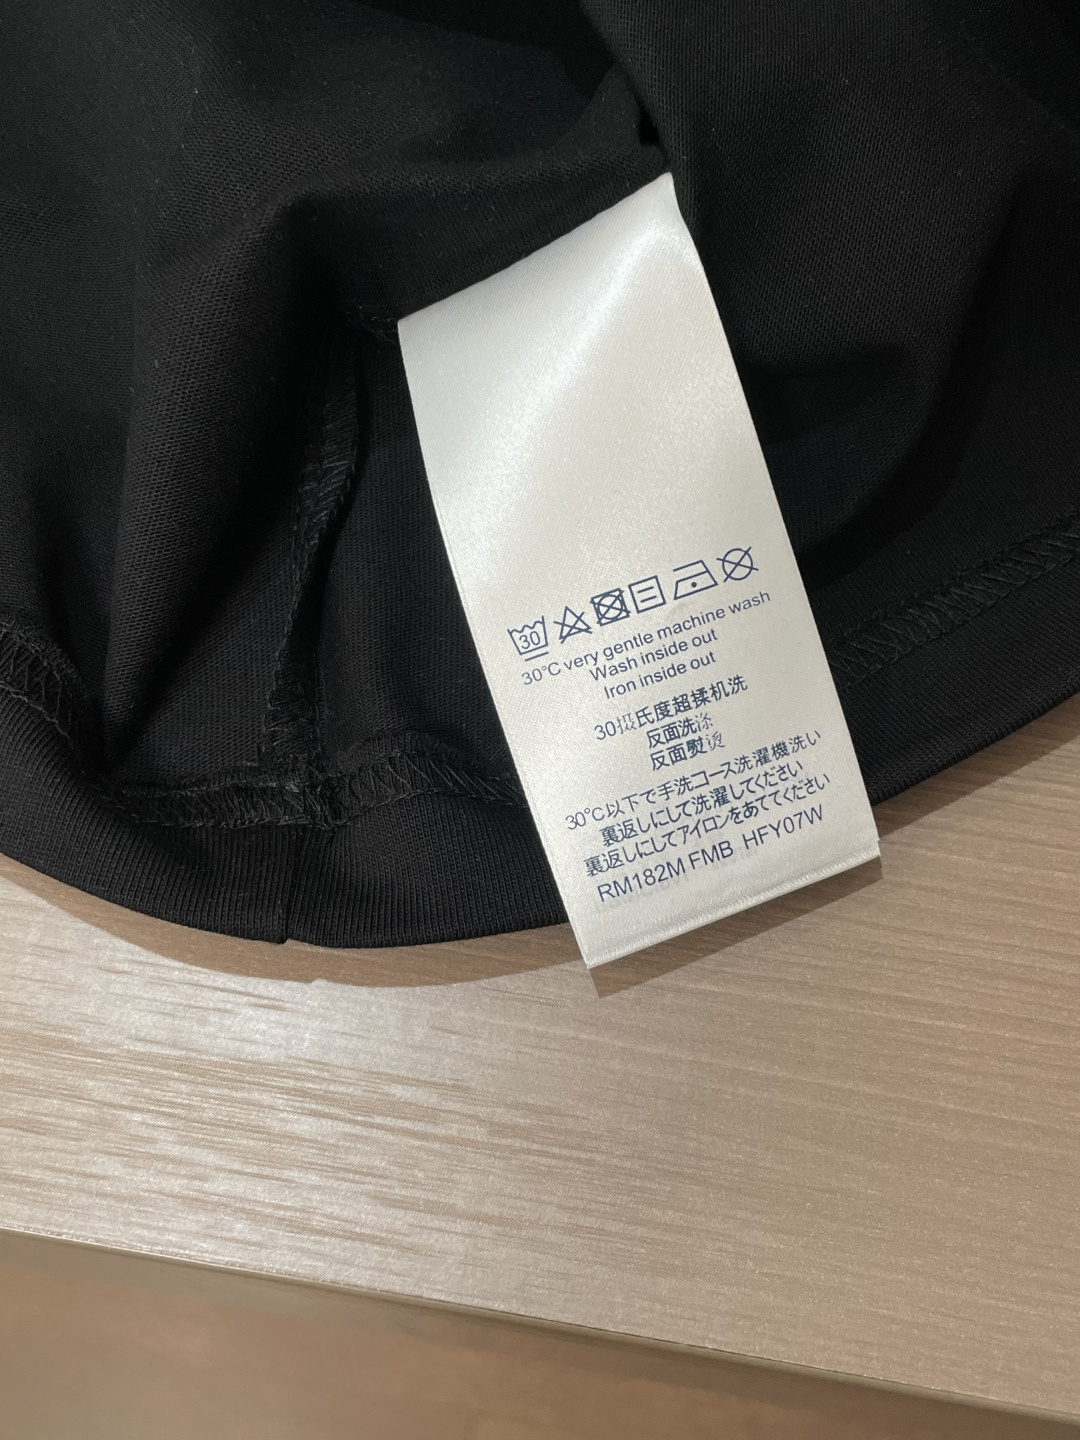 30
30°C very gentle machine wash
Wash inside out
Iron inside out
30摄氏度超揉机洗
反面洗涤
反面熨烫
30℃以下で手洗コース洗濯機洗い
裏返しにして洗濯してください
裏返しにしてアイロンをあててください
RM182M FMB HFY07W